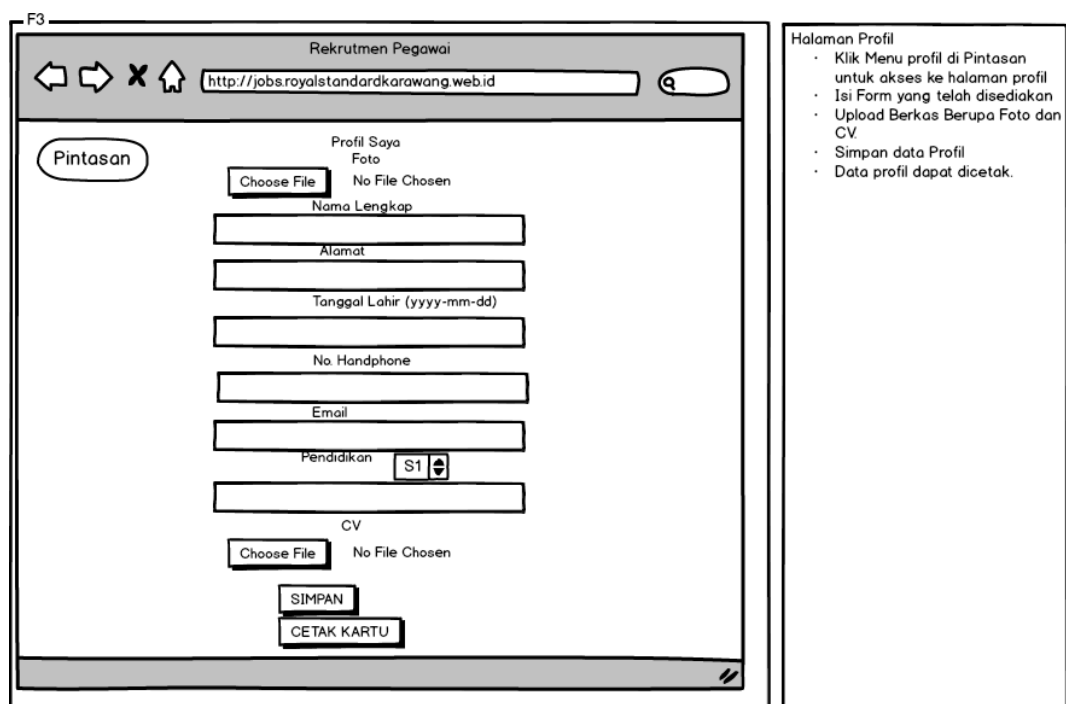 F3
Rekrutmen Pegawai
http://jobs.royalstandardkarawang.web.id
Pintasan
Profil Saya
Foto
Choose File No File Chosen
Nama Lengkap
Alamat
Tanggal Lahir (yyyy-mm-dd)
No. Handphone
Email
Pendidikan S1
CV
Choose File No File Chosen
SIMPAN
CETAK KARTU
Halaman Profil
· Klik Menu profil di Pintasan
untuk akses ke halaman profil
· Isi Form yang telah disediakan
· Upload Berkas Berupa Foto dan
CV.
· Simpan data Profil
· Data profil dapat dicetak.